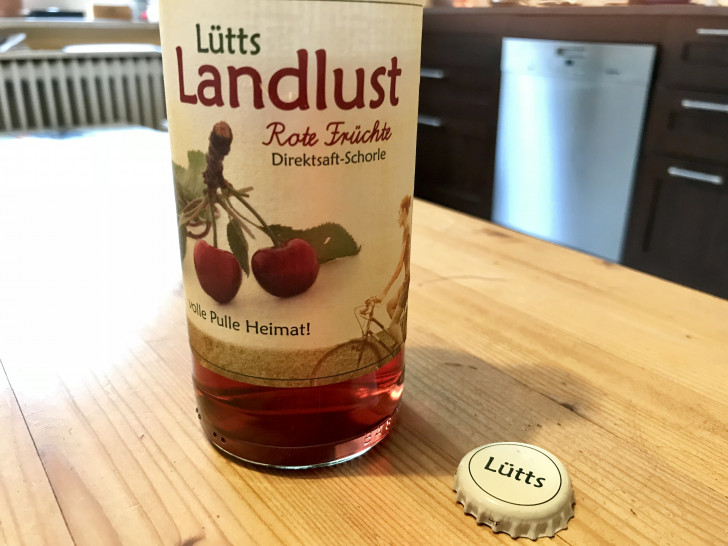 Lütts
Landlust
Rote Früchte
Direktsaft-Schorle
volle Pulle Heimat!
Lütts